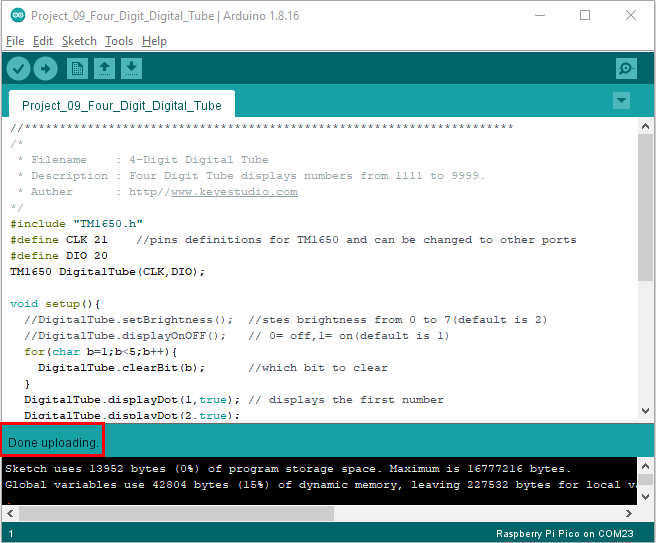 Project_09_Four_Digit_Digital_Tube | Arduino 1.8.16
File Edit Sketch Tools Help
Project_09_Four_Digit_Digital_Tube
//**********************************************************************
/*
 * Filename    : 4-Digit Digital Tube
 * Description : Four Digit Tube displays numbers from 1111 to 9999.
 * Auther      : http//www.keyestudio.com
*/
#include "TM1650.h"
#define CLK 21    //pins definitions for TM1650 and can be changed to other ports
#define DIO 20
TM1650 DigitalTube(CLK,DIO);
void setup(){
  //DigitalTube.setBrightness();  //stes brightness from 0 to 7(default is 2)
  //DigitalTube.displayOnOFF();   // 0= off,1= on(default is 1)
  for(char b=1;b<5;b++){
    DigitalTube.clearBit(b);      //which bit to clear
  }
  DigitalTube.displayDot(1,true); // displays the first number
  DigitalTube.displayDot(2,true);
Done uploading.
Sketch uses 13952 bytes (0%) of program storage space. Maximum is 16777216 bytes.
Global variables use 42804 bytes (15%) of dynamic memory, leaving 227532 bytes for local va
1
Raspberry Pi Pico on COM23